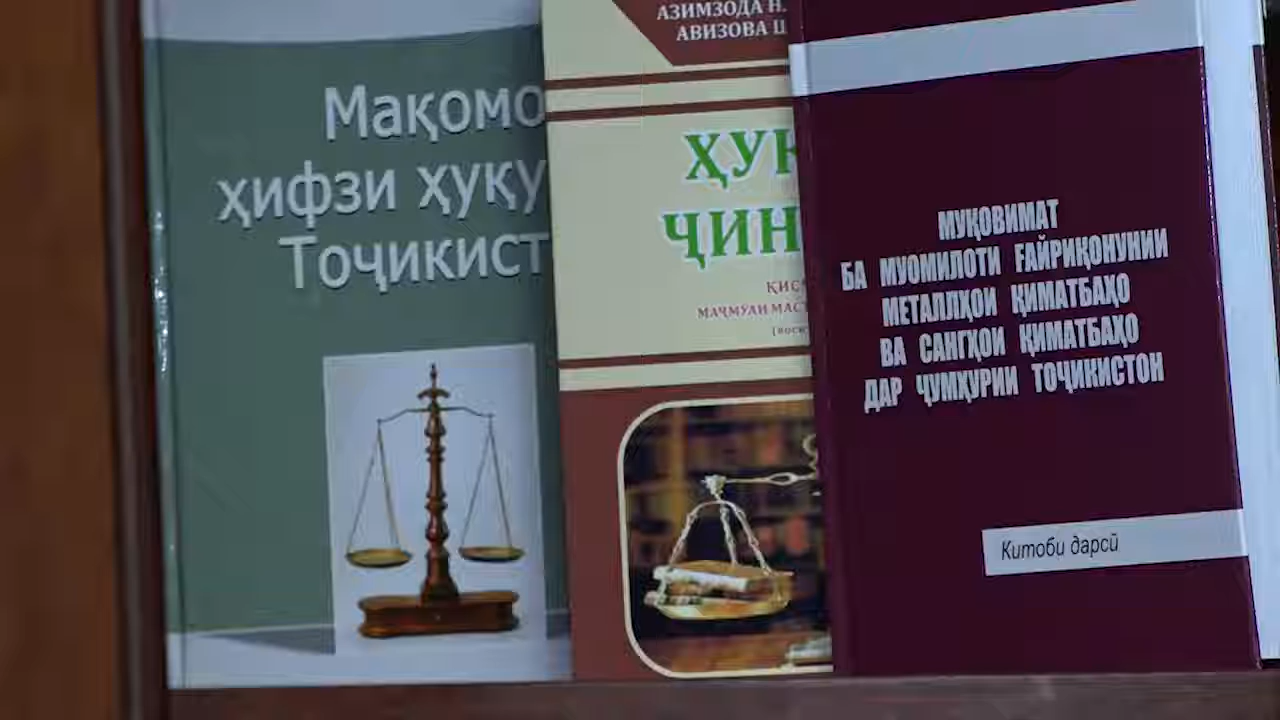 Мақомо
ҳифзи ҳуқу
Тоҷикист
АЗИМЗОДА Н.
АВИЗОВА Ш
ҲУҚ
ҶИН
ҚИС
МАҶМӮИ МАС
МУҚОВИМАТ
БА МУОМИЛОТИ ҒАЙРИҚОНУНИИ
МЕТАЛЛҲОИ ҚИМАТБАҲО
ВА САНГҲОИ ҚИМАТБАҲО
ДАР ҶУМҲУРИИ ТОҶИКИСТОН
Китоби дарсӣ